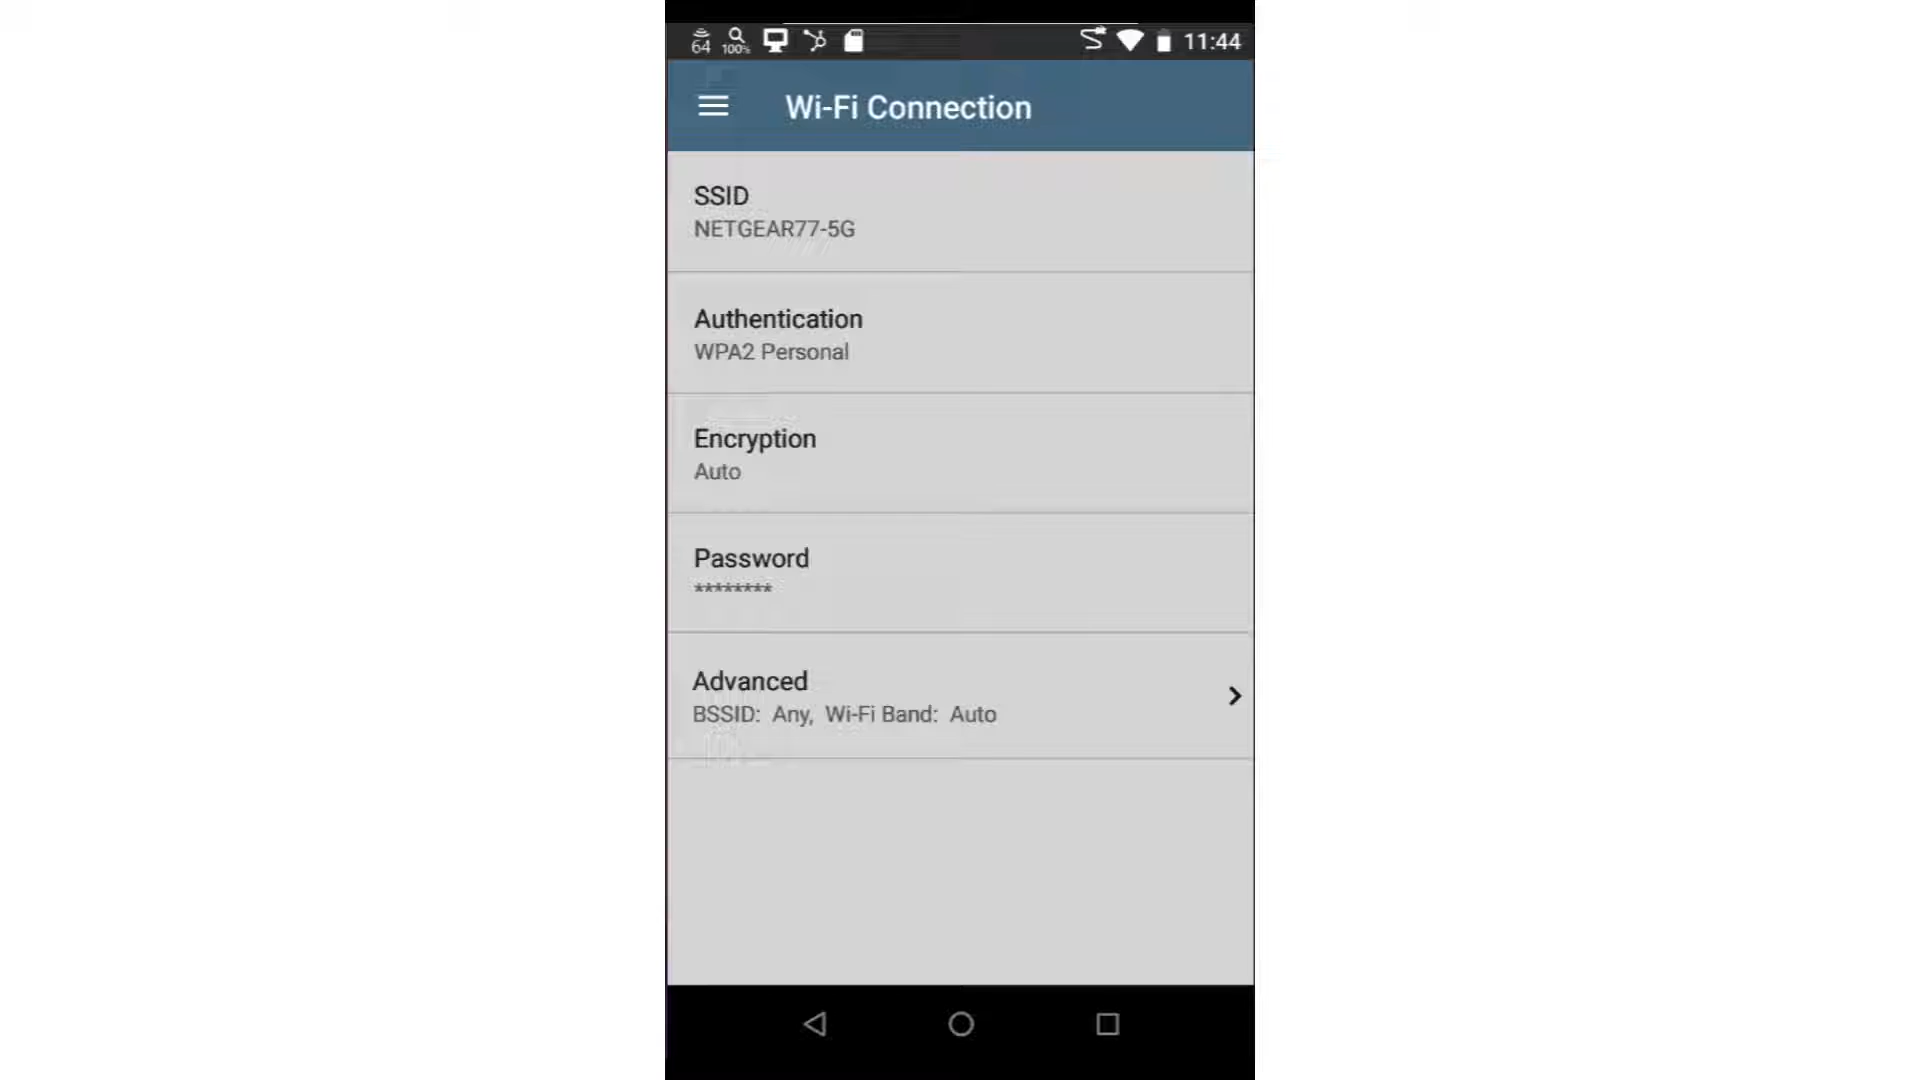 64 100% 11:44
Wi-Fi Connection
SSID
NETGEAR77-5G
Authentication
WPA2 Personal
Encryption
Auto
Password
********
Advanced
BSSID: Any, Wi-Fi Band: Auto